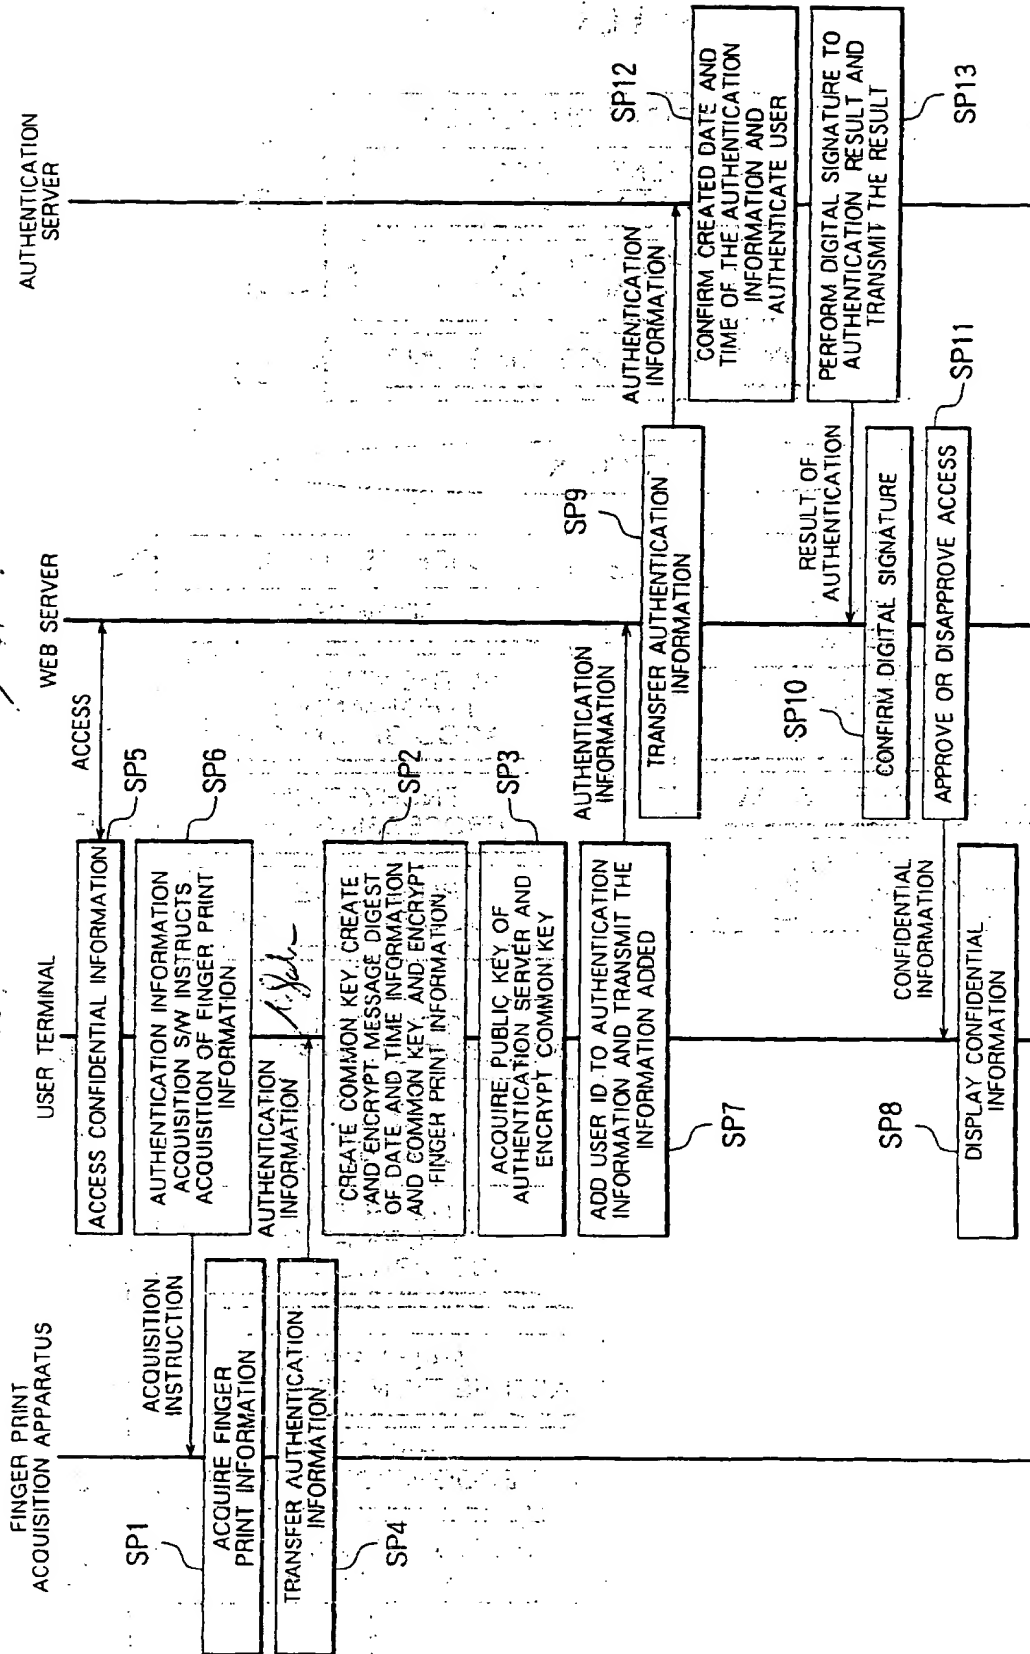 FINGER PRINT
ACQUISITION APPARATUS
USER TERMINAL
WEB SERVER
AUTHENTICATION
SERVER
ACCESS
ACCESS CONFIDENTIAL INFORMATION
SP5
AUTHENTICATION INFORMATION
ACQUISITION S/W INSTRUCTS
ACQUISITION OF FINGER PRINT
INFORMATION
SP6
ACQUISITION
INSTRUCTION
SP1
ACQUIRE FINGER
PRINT INFORMATION
AUTHENTICATION
INFORMATION
TRANSFER AUTHENTICATION
INFORMATION
SP4
CREATE COMMON KEY, CREATE
AND ENCRYPT MESSAGE DIGEST
OF DATE AND TIME INFORMATION
AND COMMON KEY, AND ENCRYPT
FINGER PRINT INFORMATION
SP2
ACQUIRE PUBLIC KEY OF
AUTHENTICATION SERVER AND
ENCRYPT COMMON KEY
SP3
ADD USER ID TO AUTHENTICATION
INFORMATION AND TRANSMIT THE
INFORMATION ADDED
SP7
AUTHENTICATION
INFORMATION
SP9
TRANSFER AUTHENTICATION
INFORMATION
AUTHENTICATION
INFORMATION
SP12
CONFIRM CREATED DATE AND
TIME OF THE AUTHENTICATION
INFORMATION AND
AUTHENTICATE USER
PERFORM DIGITAL SIGNATURE TO
AUTHENTICATION RESULT AND
TRANSMIT THE RESULT
SP13
RESULT OF
AUTHENTICATION
SP10
CONFIRM DIGITAL SIGNATURE
APPROVE OR DISAPPROVE ACCESS
SP11
CONFIDENTIAL
INFORMATION
SP8
DISPLAY CONFIDENTIAL
INFORMATION